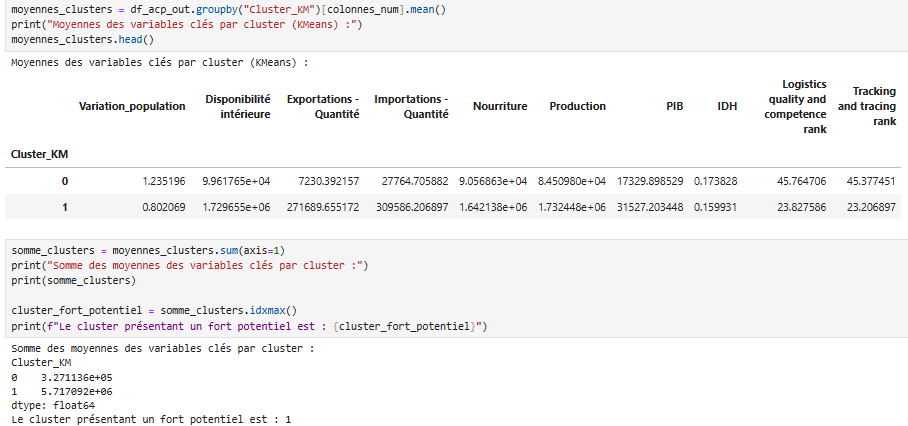 moyennes_clusters = df_acp_out.groupby("Cluster_KM")[colonnes_num].mean()
print("Moyennes des variables clés par cluster (KMeans) :")
moyennes_clusters.head()
Moyennes des variables clés par cluster (KMeans) :
Variation_population Disponibilité intérieure Exportations - Quantité Importations - Quantité Nourriture Production PIB IDH Logistics quality and competence rank Tracking and tracing rank
Cluster_KM
0 1.235196 9.961765e+04 7230.392157 27764.705882 9.056863e+04 8.450980e+04 17329.898529 0.173828 45.764706 45.377451
1 0.802069 1.729655e+06 271689.655172 309586.206897 1.642138e+06 1.732448e+06 31527.203448 0.159931 23.827586 23.206897
somme_clusters = moyennes_clusters.sum(axis=1)
print("Somme des moyennes des variables clés par cluster :")
print(somme_clusters)
cluster_fort_potentiel = somme_clusters.idxmax()
print(f"Le cluster présentant un fort potentiel est : {cluster_fort_potentiel}")
Somme des moyennes des variables clés par cluster :
Cluster_KM
0    3.271136e+05
1    5.717092e+06
dtype: float64
Le cluster présentant un fort potentiel est : 1